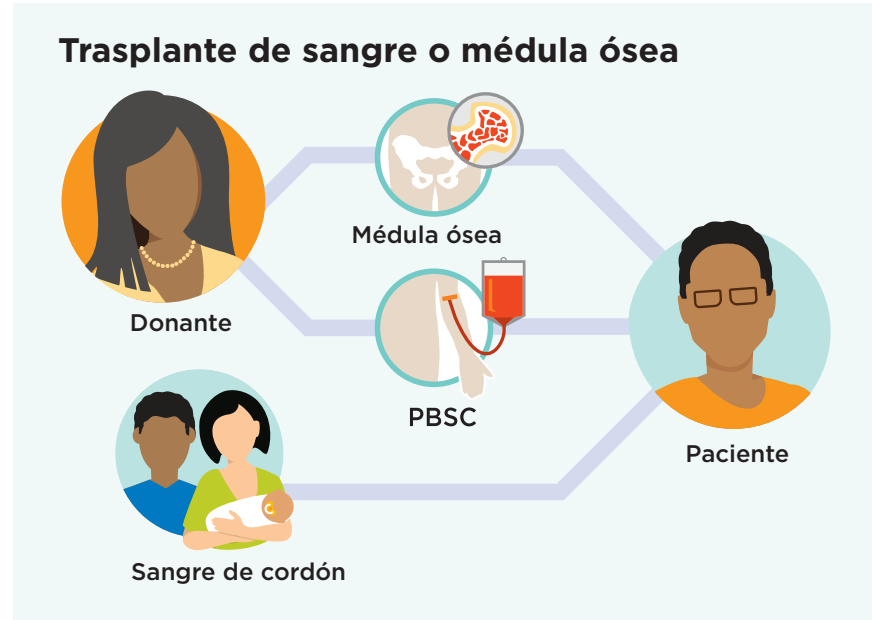 Trasplante de sangre o médula ósea
Médula ósea
Donante
PBSC
Paciente
Sangre de cordón